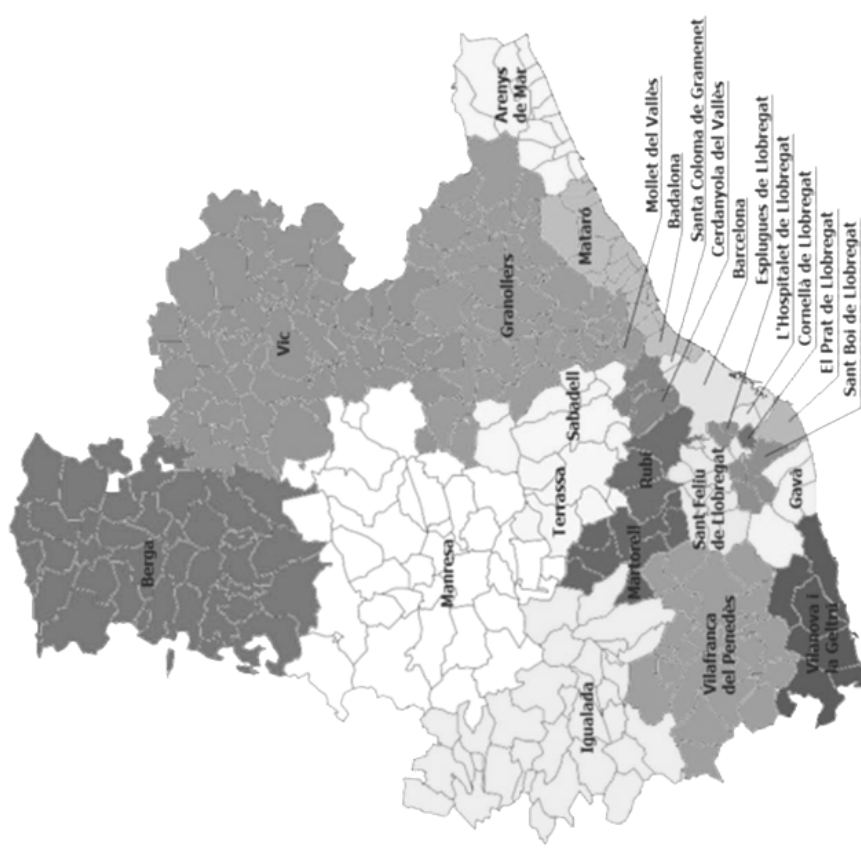 Berga
Vic
Manresa
Granollers
Arenys
de Mar
Mataró
Sabadell
Terrassa
Igualada
Martorell
Rubí
Sant Feliu
de Llobregat
Vilafranca
del Penedès
Vilanova i
la Geltrú
Gavà
Mollet del Vallès
Badalona
Santa Coloma de Gramenet
Cerdanyola del Vallès
Barcelona
Esplugues de Llobregat
L'Hospitalet de Llobregat
Cornellà de Llobregat
El Prat de Llobregat
Sant Boi de Llobregat